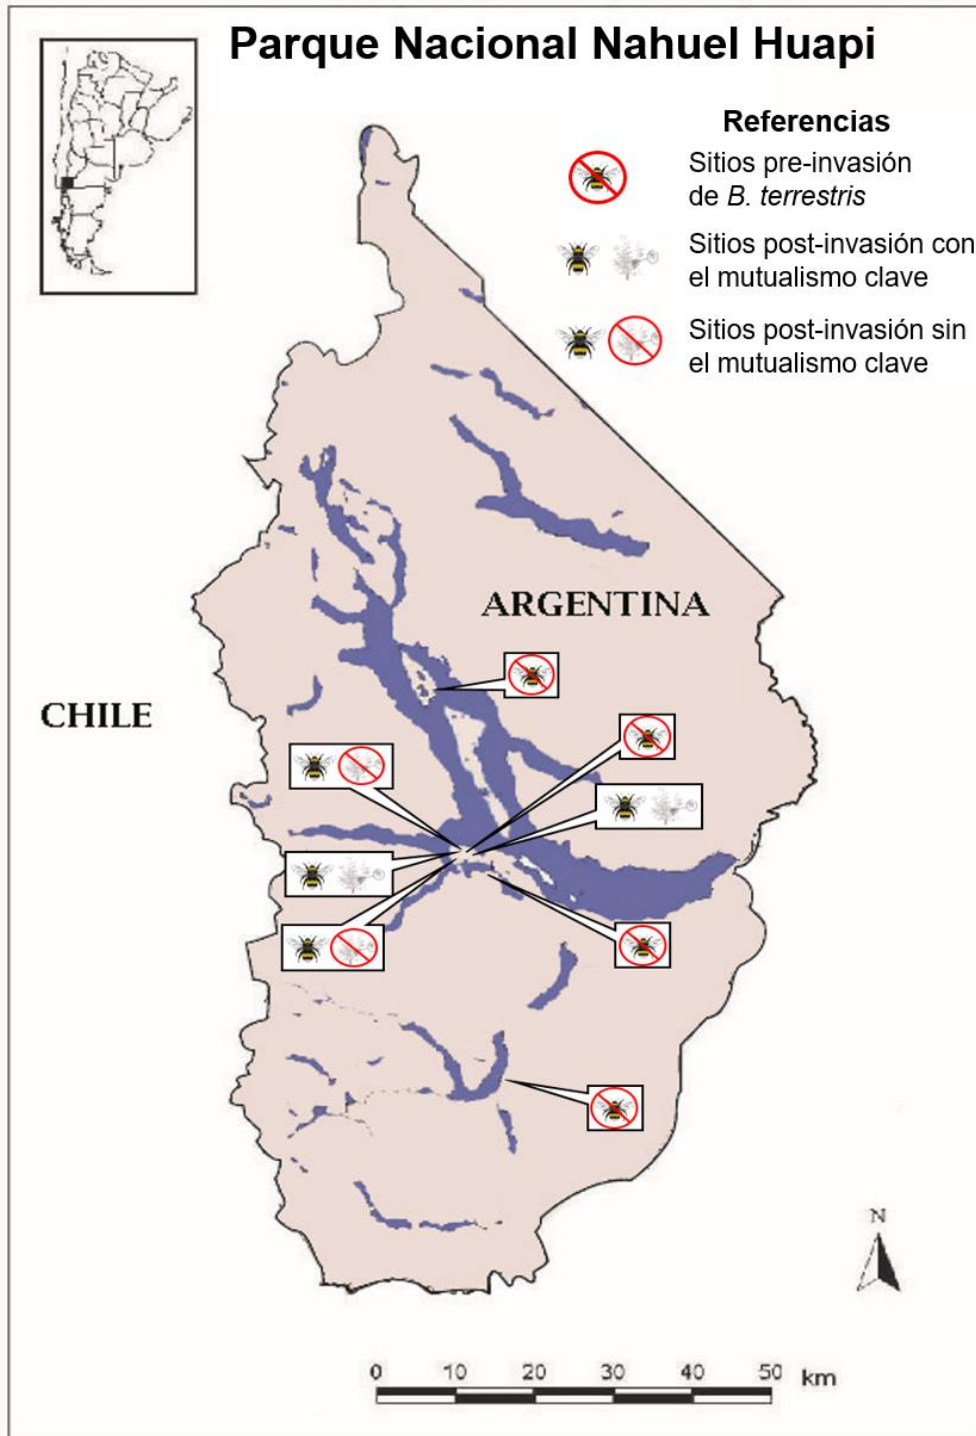 Parque Nacional Nahuel Huapi
Referencias
Sitios pre-invasión
de B. terrestris
Sitios post-invasión con
el mutualismo clave
Sitios post-invasión sin
el mutualismo clave
ARGENTINA
CHILE
N
0 10 20 30 40 50 km